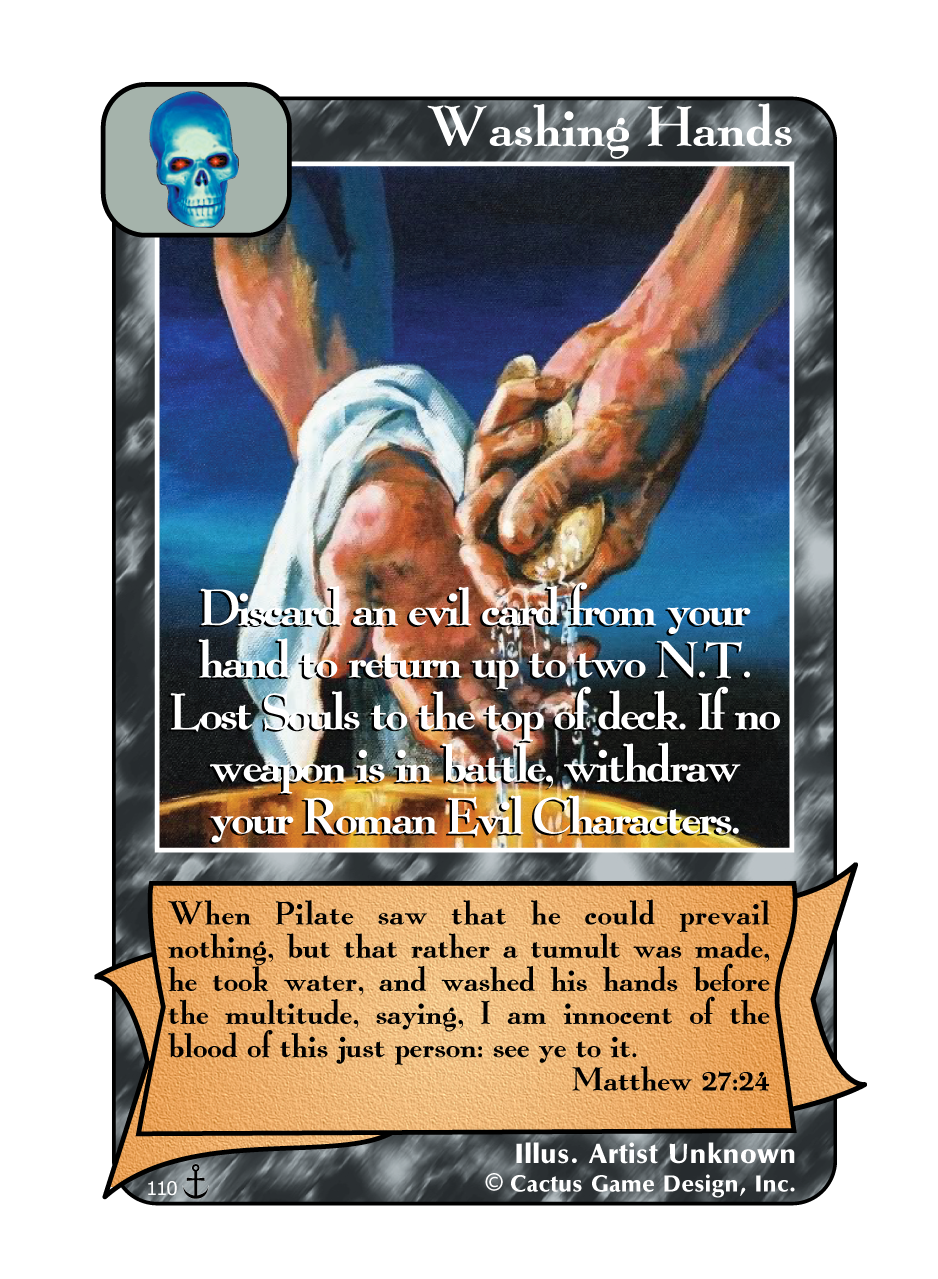 Washing Hands
Discard an evil card from your
hand to return up to two N.T.
Lost Souls to the top of deck. If no
weapon is in battle, withdraw
your Roman Evil Characters.
When Pilate saw that he could prevail
nothing, but that rather a tumult was made,
he took water, and washed his hands before
the multitude, saying, I am innocent of the
blood of this just person: see ye to it.
Matthew 27:24
Illus. Artist Unknown
110
© Cactus Game Design, Inc.